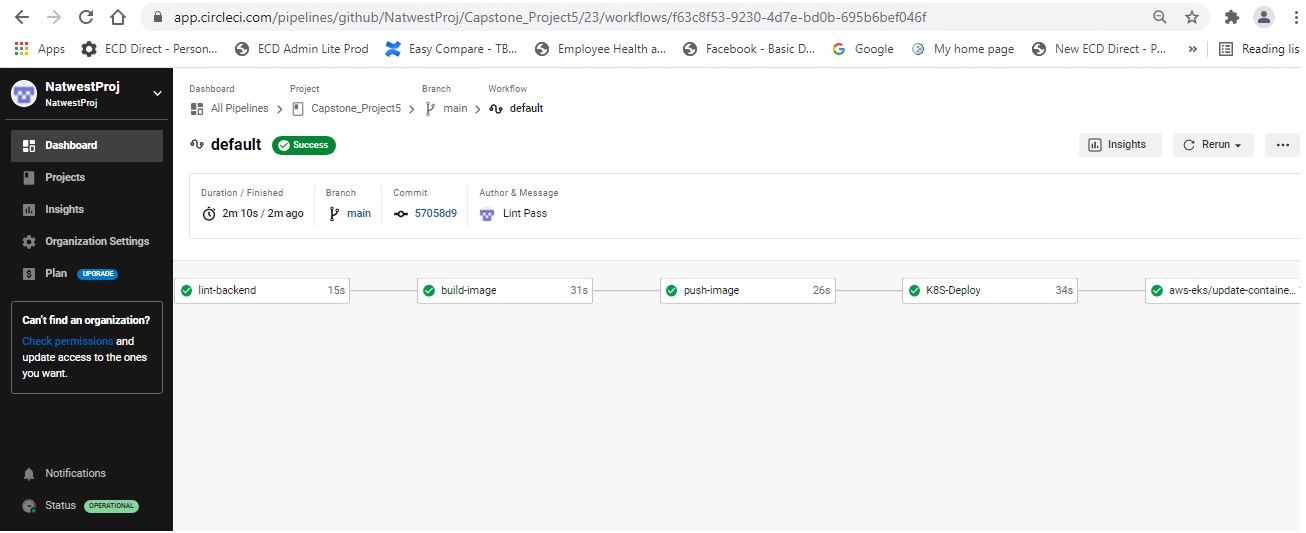 app.circleci.com/pipelines/github/NatwestProj/Capstone_Project5/23/workflows/f63c8f53-9230-4d7e-bd0b-695b6bef046f
Apps ECD Direct - Person... ECD Admin Lite Prod Easy Compare - TB... Employee Health a... Facebook - Basic D... Google My home page New ECD Direct - P... » Reading lis
NatwestProj
NatwestProj
Dashboard
Projects
Insights
Organization Settings
Plan UPGRADE
Can't find an organization?
Check permissions and
update access to the ones
you want.
Notifications
Status OPERATIONAL
Dashboard Project Branch Workflow
All Pipelines > Capstone_Project5 > main > default
default Success Insights Rerun
Duration / Finished Branch Commit Author & Message
2m 10s / 2m ago main 57058d9 Lint Pass
lint-backend 15s build-image 31s push-image 26s K8S-Deploy 34s aws-eks/update-containe...